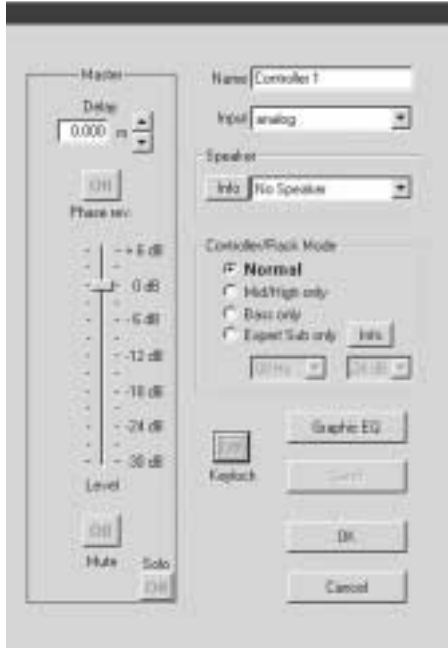 Master
Delay
0.000 m
Off
Phase rev.
+ 6 dB
0 dB
-6 dB
-12 dB
-18 dB
-24 dB
-30 dB
Level
Off
Mute
Solo
Off
Name Controller 1
Input analog
Speaker
Info No Speaker
Controller/Rack Mode
Normal
Mid/High only
Bass only
Expert Sub only Info
Keylock
Graphic EQ
OK
Cancel